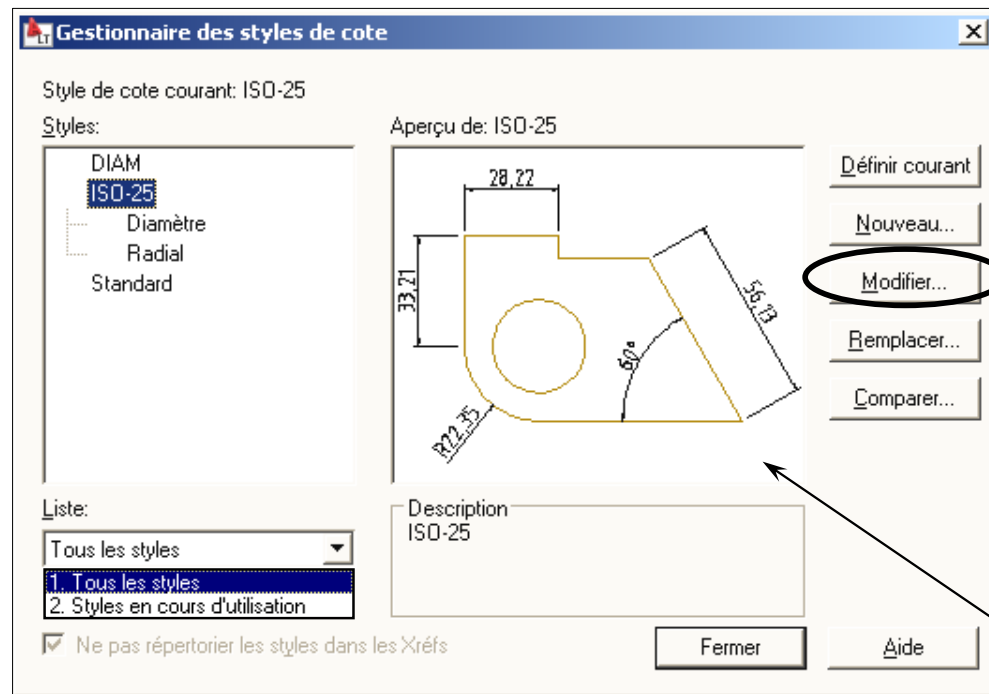 LT Gestionnaire des styles de cote
Style de cote courant: ISO-25
Styles:
DIAM
ISO-25
Diamètre
Radial
Standard
Aperçu de: ISO-25
28,22
33,21
56,13
60°
R22,35
Définir courant
Nouveau...
Modifier...
Remplacer...
Comparer...
Liste:
Tous les styles
1. Tous les styles
2. Styles en cours d'utilisation
Description
ISO-25
Ne pas répertorier les styles dans les Xréfs
Fermer
Aide